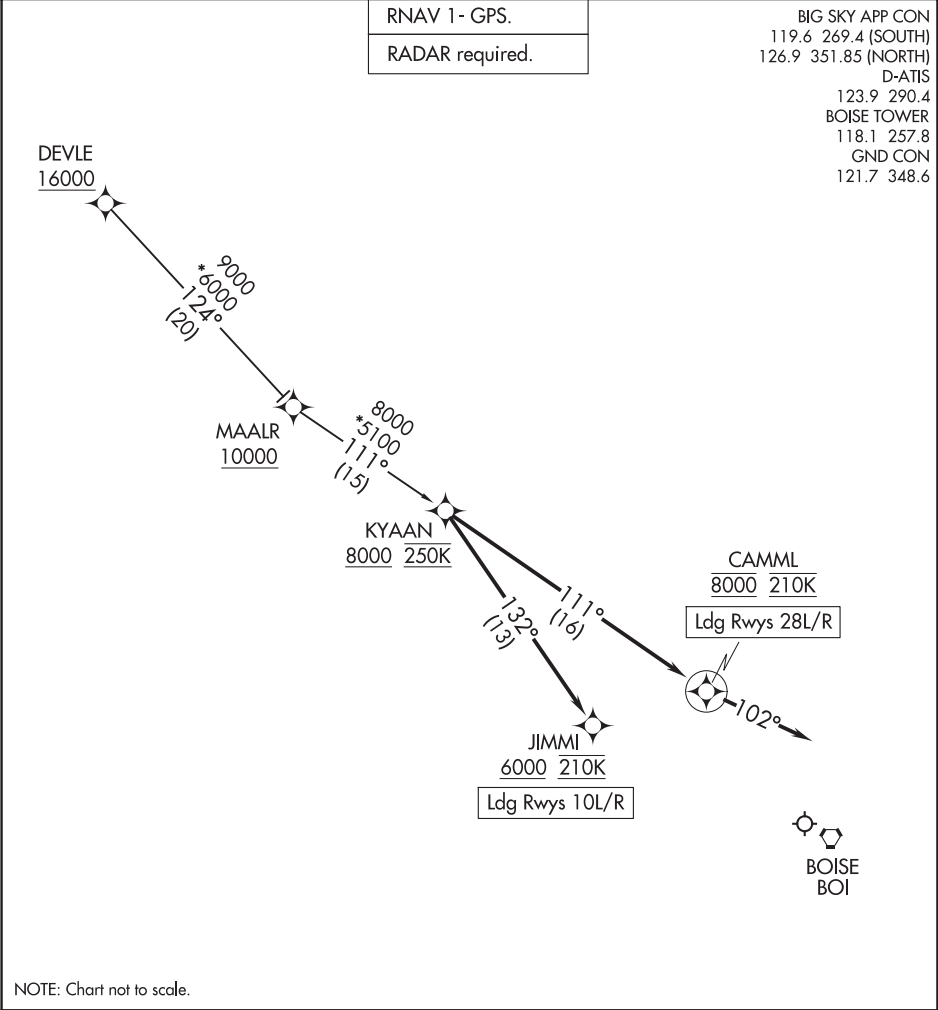 RNAV 1- GPS.
RADAR required.
BIG SKY APP CON
119.6 269.4 (SOUTH)
126.9 351.85 (NORTH)
D-ATIS
123.9 290.4
BOISE TOWER
118.1 257.8
GND CON
121.7 348.6
DEVLE
16000
9000
*6000
124°
(20)
MAALR
10000
8000
*5100
111°
(15)
KYAAN
8000 250K
111°
(16)
132°
(13)
CAMML
8000 210K
Ldg Rwys 28L/R
102°
JIMMI
6000 210K
Ldg Rwys 10L/R
BOISE
BOI
NOTE: Chart not to scale.